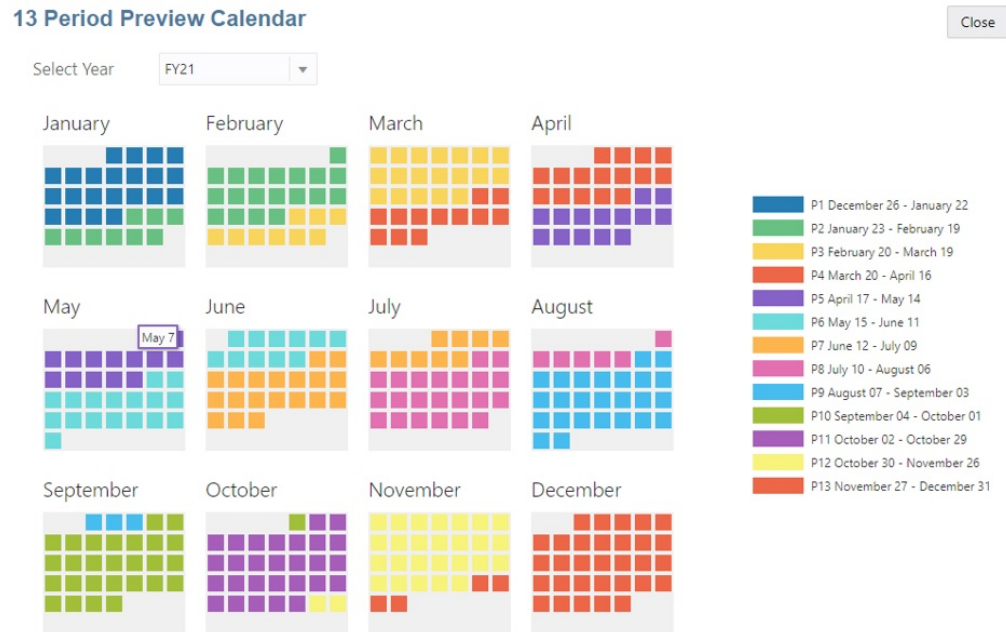 13 Period Preview Calendar
Close
Select Year
FY21
January
February
March
April
May
May 7
June
July
August
September
October
November
December
P1 December 26 - January 22
P2 January 23 - February 19
P3 February 20 - March 19
P4 March 20 - April 16
P5 April 17 - May 14
P6 May 15 - June 11
P7 June 12 - July 09
P8 July 10 - August 06
P9 August 07 - September 03
P10 September 04 - October 01
P11 October 02 - October 29
P12 October 30 - November 26
P13 November 27 - December 31